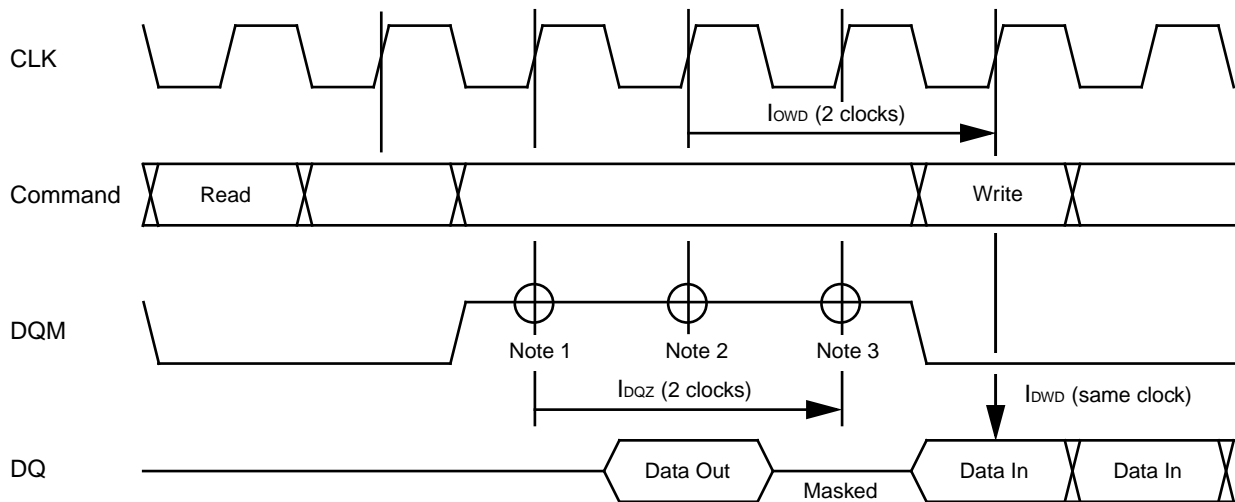 CLK
IOWD (2 clocks)
Command
Read
Write
DQM
Note 1
Note 2
Note 3
IDQZ (2 clocks)
IDWD (same clock)
DQ
Data Out
Masked
Data In
Data In